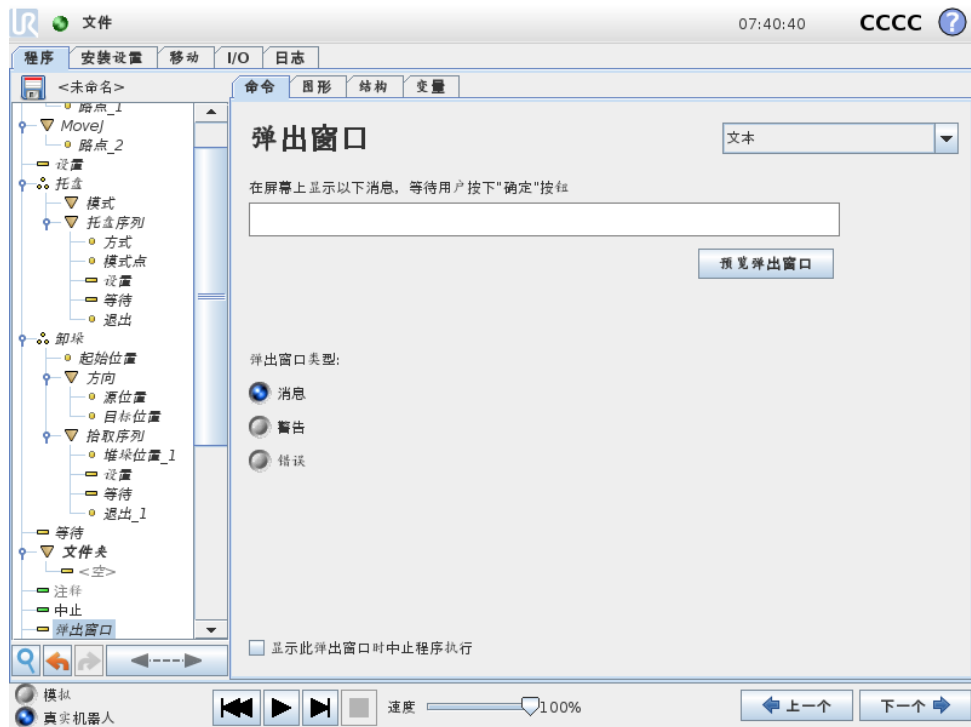 UR 文件 07:40:40 CCCC ?
程序 安装设置 移动 I/O 日志
<未命名> 命令 图形 结构 变量
路点_1
MoveJ
路点_2
设置
托盘
模式
托盘序列
方式
模式点
设置
等待
退出
卸垛
起始位置
方向
源位置
目标位置
拾取序列
堆垛位置_1
设置
等待
退出_1
等待
文件夹
<空>
注释
中止
弹出窗口
弹出窗口 文本
在屏幕上显示以下消息，等待用户按下"确定"按钮
预览弹出窗口
弹出窗口类型:
消息
警告
错误
显示此弹出窗口时中止程序执行
模拟
真实机器人
速度 100% 上一个 下一个